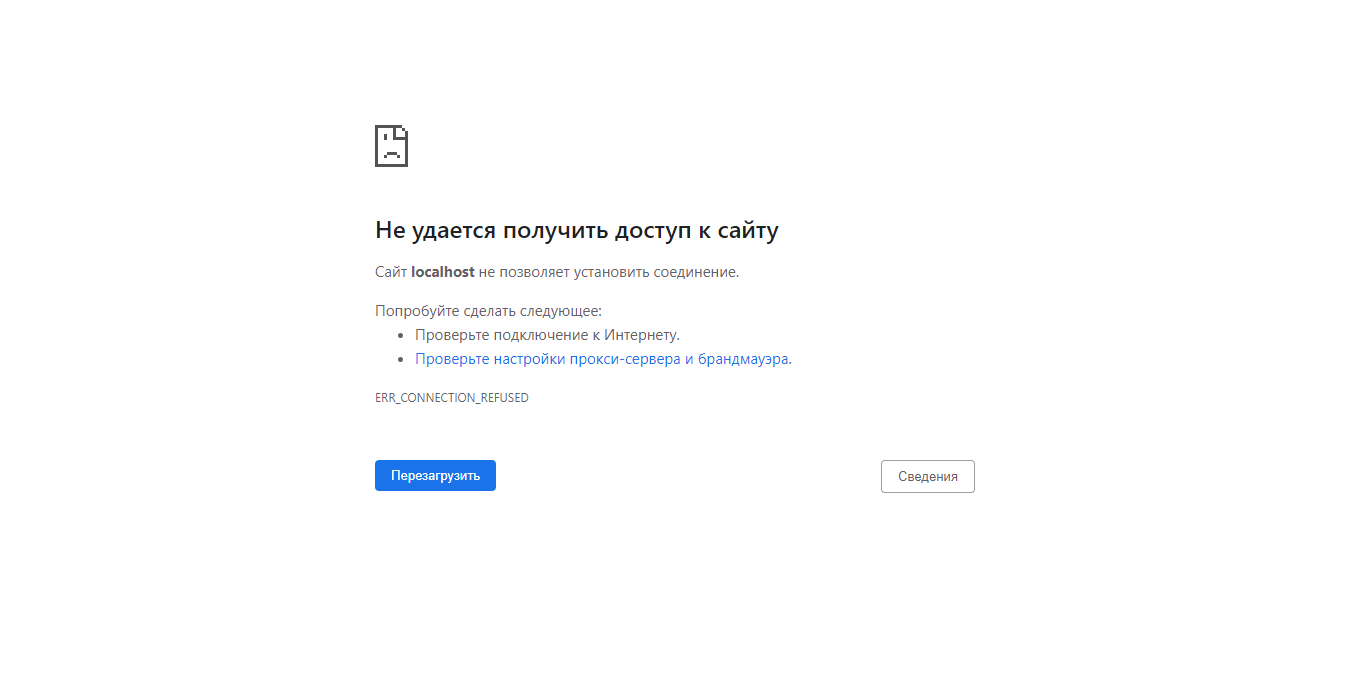 Не удается получить доступ к сайту
Сайт localhost не позволяет установить соединение.
Попробуйте сделать следующее:
Проверьте подключение к Интернету.
Проверьте настройки прокси-сервера и брандмауэра.
ERR_CONNECTION_REFUSED
Перезагрузить
Сведения